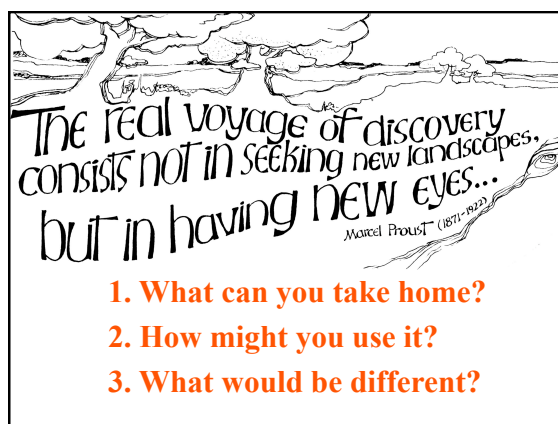 The real voyage of discovery
consists not in seeking new landscapes,
but in having new eyes...
Marcel Proust (1871-1922)
1. What can you take home?
2. How might you use it?
3. What would be different?